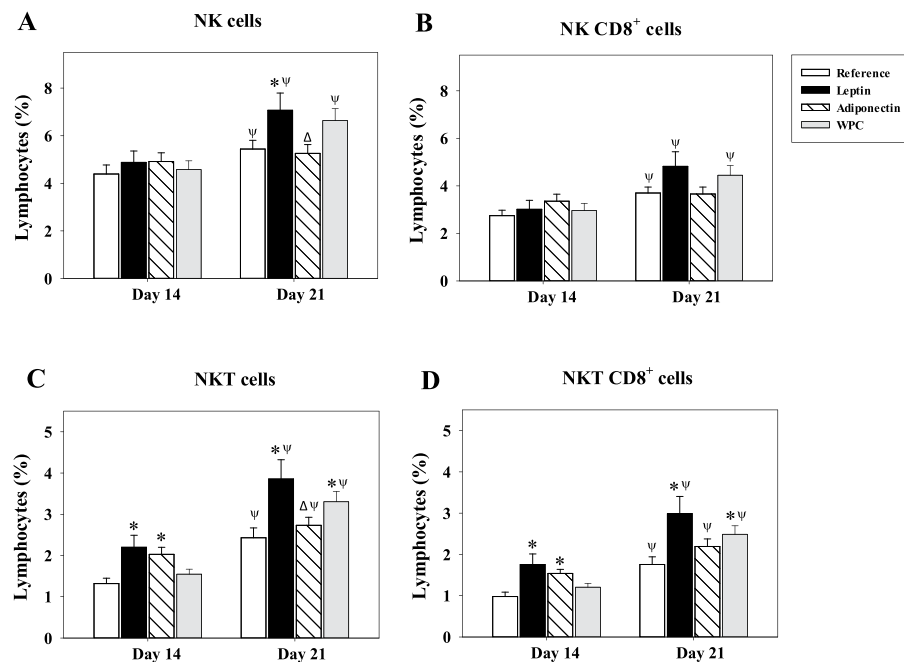 A
NK cells
Lymphocytes (%)
8
6
4
2
0
ψ
*ψ
Δ
ψ
Day 14
Day 21
B
NK CD8⁺ cells
Lymphocytes (%)
8
6
4
2
0
ψ
ψ
ψ
Day 14
Day 21
Reference
Leptin
Adiponectin
WPC
C
NKT cells
Lymphocytes (%)
5
4
3
2
1
0
*
*
ψ
*ψ
Δψ
*ψ
Day 14
Day 21
D
NKT CD8⁺ cells
Lymphocytes (%)
5
4
3
2
1
0
*
*
ψ
*ψ
ψ
*ψ
Day 14
Day 21